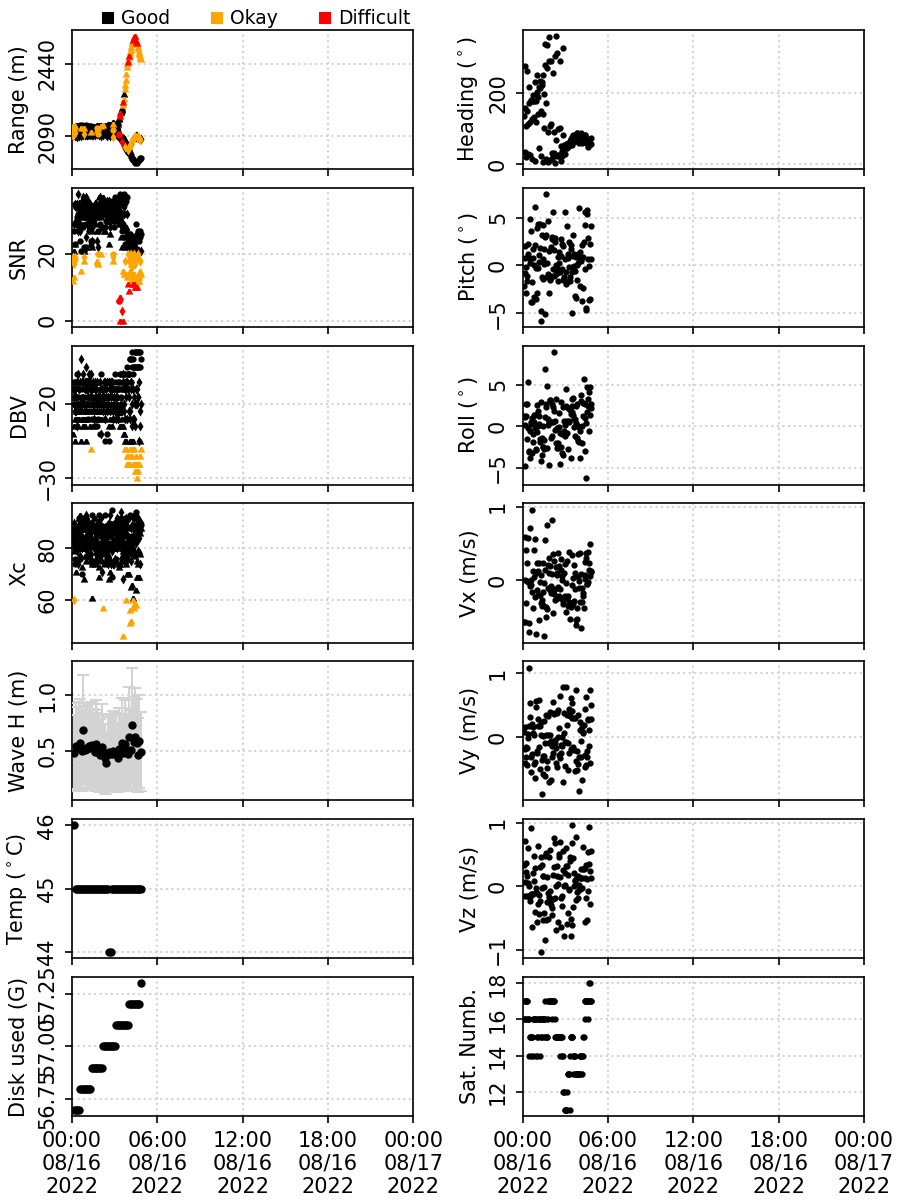 Good Okay Difficult
Range (m)
2440
2090
Heading (°)
200
0
SNR
20
0
Pitch (°)
5
0
−5
DBV
−20
−30
Roll (°)
5
0
−5
Xc
80
60
Vx (m/s)
1
0
Wave H (m)
1.0
0.5
Vy (m/s)
1
0
Temp (°C)
46
45
44
Vz (m/s)
1
0
−1
Disk used (G)
57.25
57.00
56.75
Sat. Numb.
18
16
14
12
00:00 06:00 12:00 18:00 00:00
08/16 08/16 08/16 08/16 08/17
2022 2022 2022 2022 2022
00:00 06:00 12:00 18:00 00:00
08/16 08/16 08/16 08/16 08/17
2022 2022 2022 2022 2022